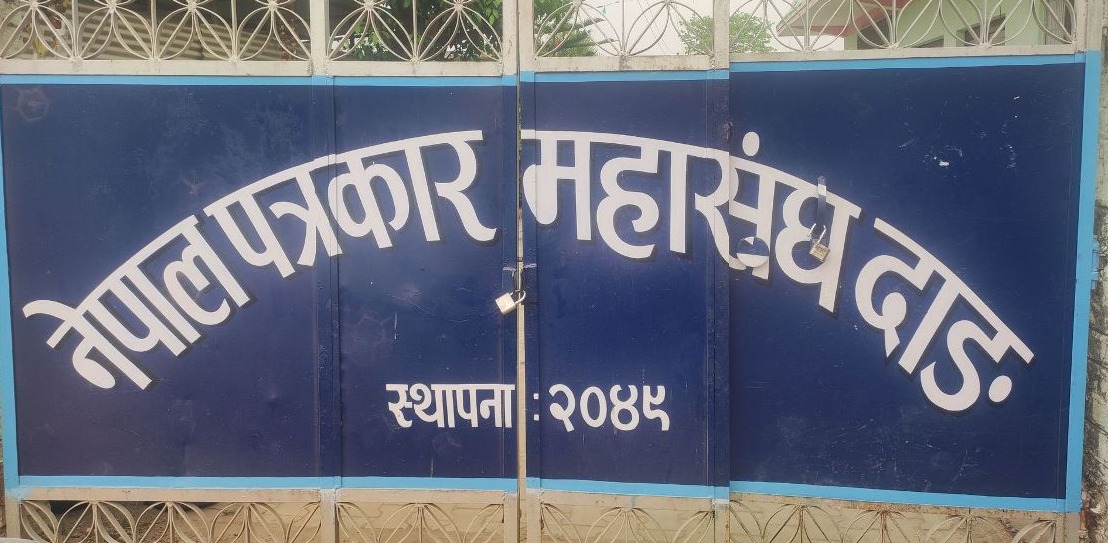 नेपाल पत्रकार महासंघ दाङ
स्थापना : २०४९